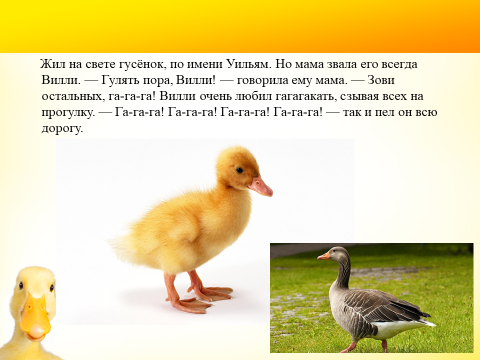 Жил на свете гусёнок, по имени Уильям. Но мама звала его всегда
Вилли. — Гулять пора, Вилли! — говорила ему мама. — Зови
остальных, га-га-га! Вилли очень любил гагагакать, сзывая всех на
прогулку. — Га-га-га! Га-га-га! Га-га-га! Га-га-га! — так и пел он всю
дорогу.